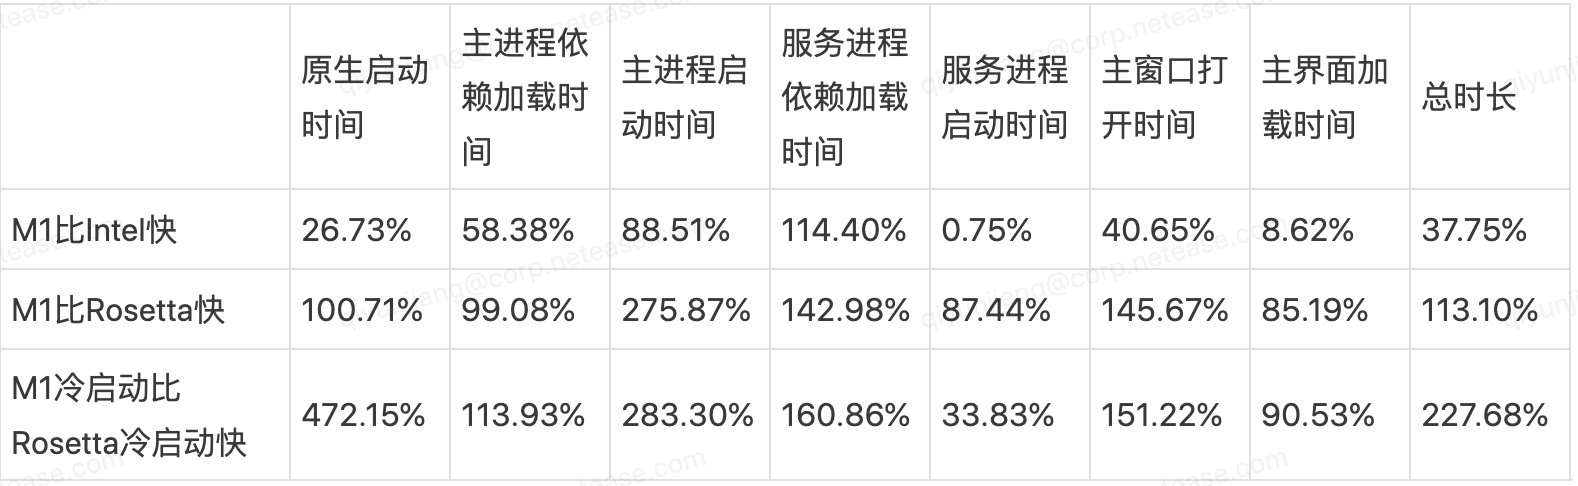 原生启动
时间
主进程依
赖加载时
间
主进程启
动时间
服务进程
依赖加载
时间
服务进程
启动时间
主窗口打
开时间
主界面加
载时间
总时长
M1比Intel快
26.73%
58.38%
88.51%
114.40%
0.75%
40.65%
8.62%
37.75%
M1比Rosetta快
100.71%
99.08%
275.87%
142.98%
87.44%
145.67%
85.19%
113.10%
M1冷启动比
Rosetta冷启动快
472.15%
113.93%
283.30%
160.86%
33.83%
151.22%
90.53%
227.68%